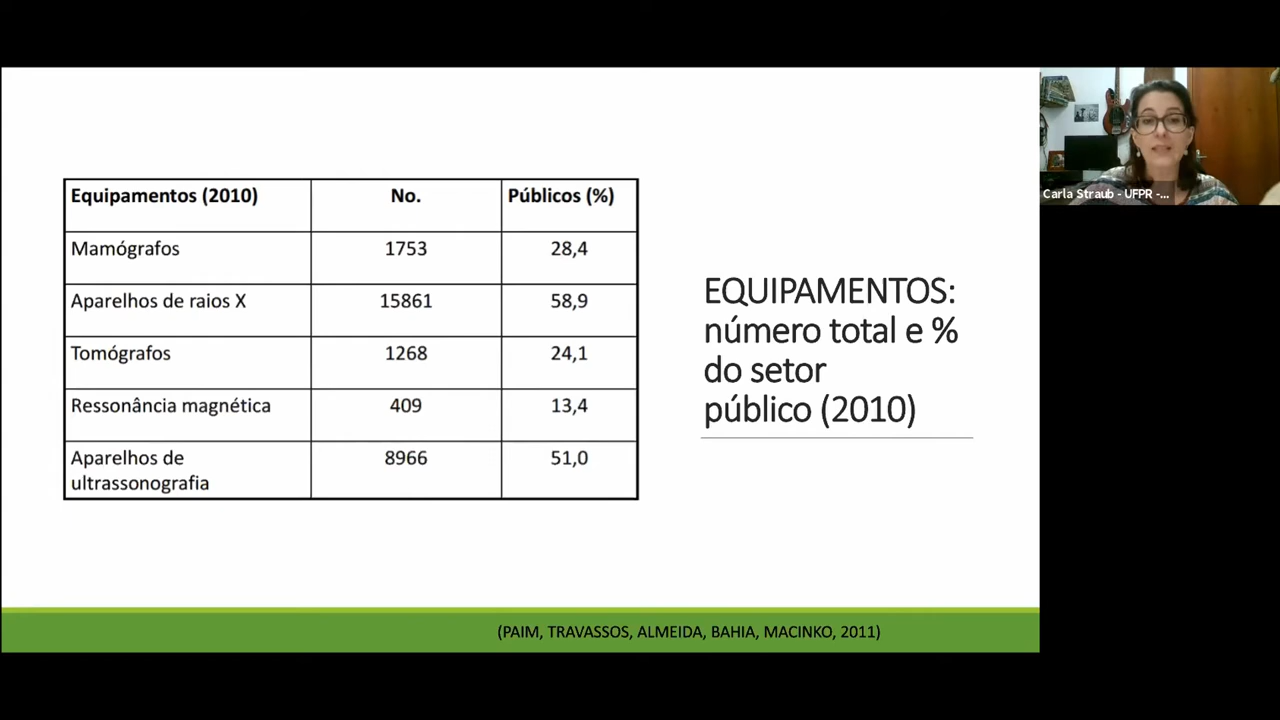 Equipamentos (2010) No. Públicos (%)
Mamógrafos 1753 28,4
Aparelhos de raios X 15861 58,9
Tomógrafos 1268 24,1
Ressonância magnética 409 13,4
Aparelhos de 8966 51,0
ultrassonografia
EQUIPAMENTOS:
número total e %
do setor
público (2010)
(PAIM, TRAVASSOS, ALMEIDA, BAHIA, MACINKO, 2011)
Carla Straub - UFPR -...